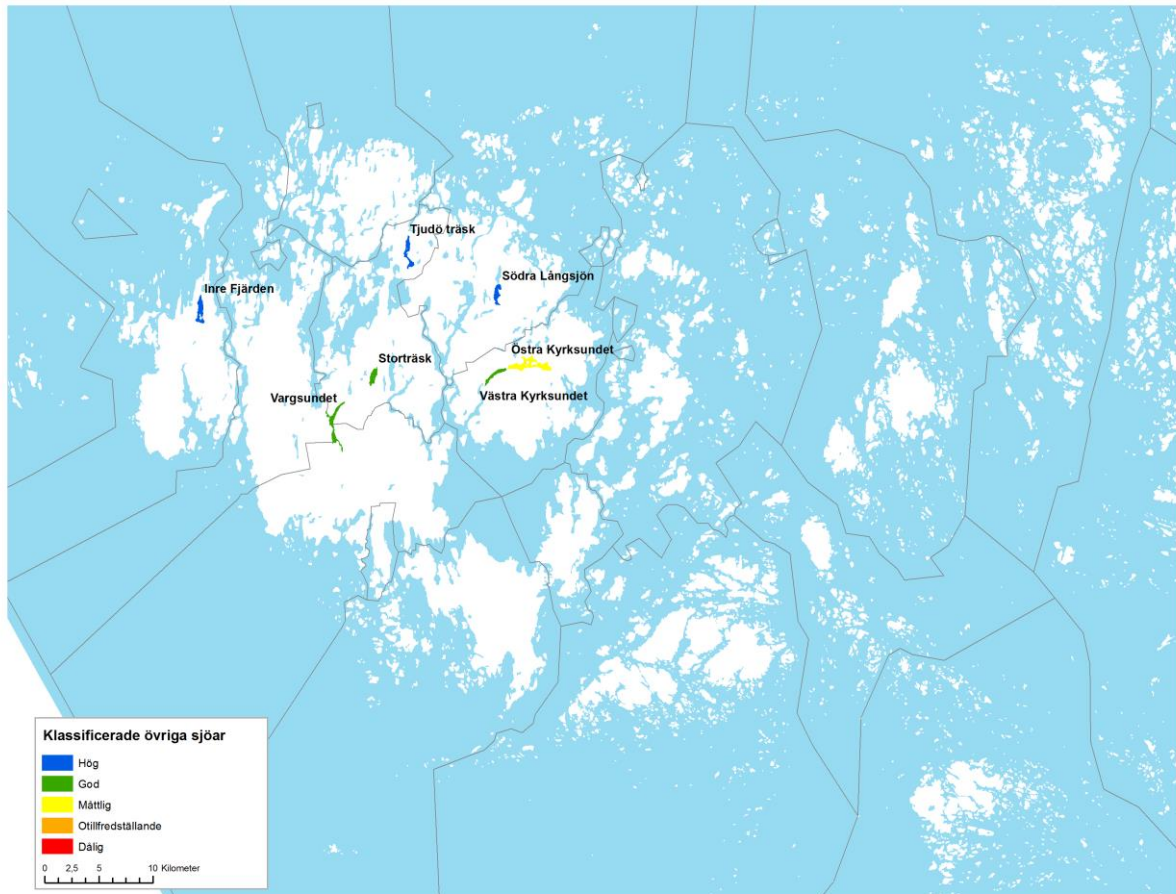 Tjudö träsk
Södra Långsjön
Inre Fjärden
Östra Kyrksundet
Storträsk
Västra Kyrksundet
Vargsundet
Klassificerade övriga sjöar
Hög
God
Måttlig
Otillfredställande
Dålig
0 2,5 5 10 Kilometer